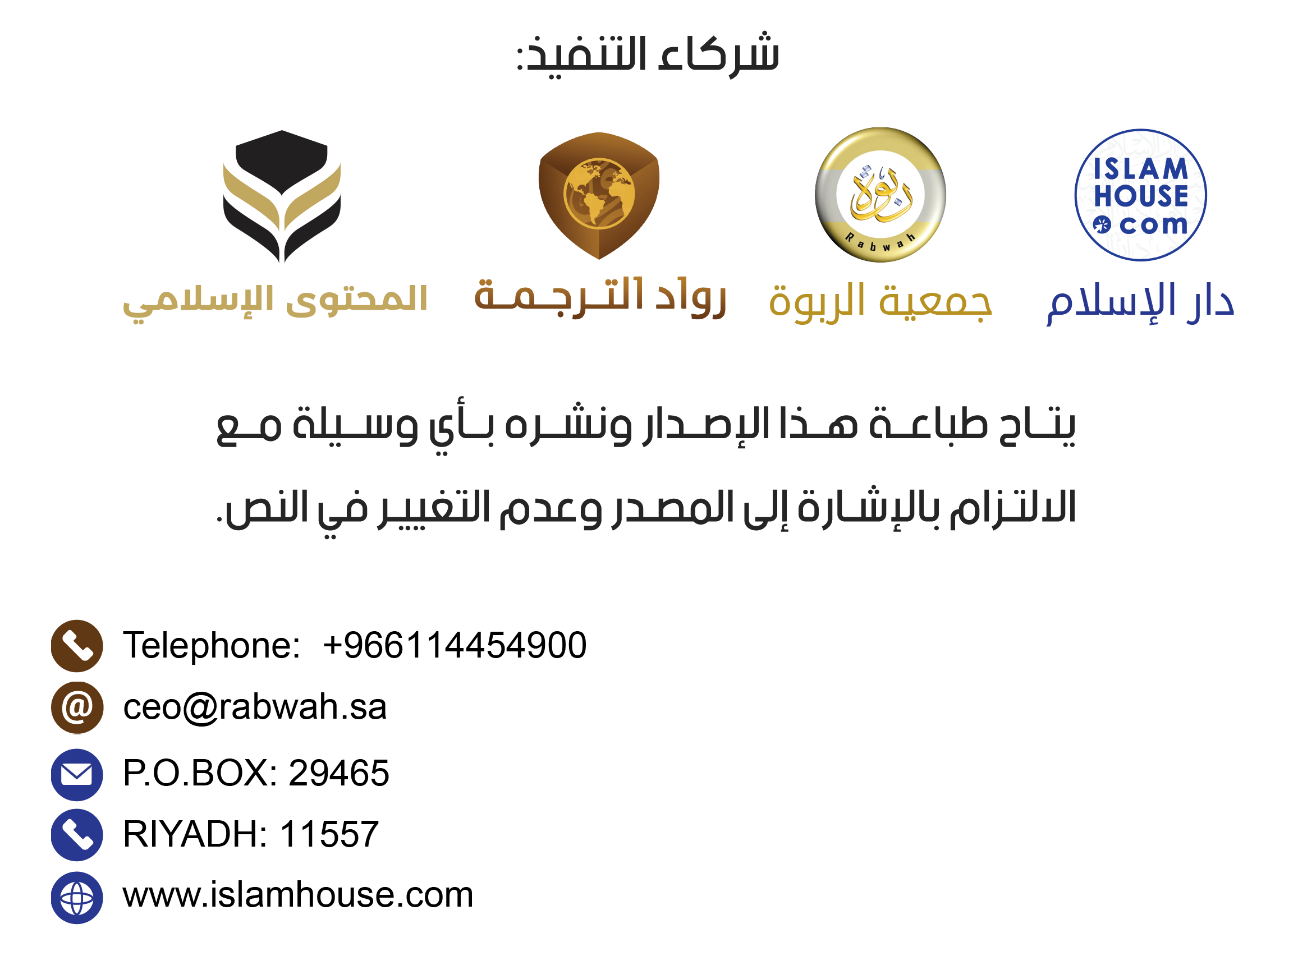 شركاء التنفيذ:
ISLAM
HOUSE
.com
ربوة
Rabwah
دار الإسلام
جمعية الربوة
رواد الترجمة
المحتوى الإسلامي
يتاح طباعة هذا الإصدار ونشره بأي وسيلة مع
الالتزام بالإشارة إلى المصدر وعدم التغيير في النص.
Telephone: +966114454900
@ ceo@rabwah.sa
P.O.BOX: 29465
RIYADH: 11557
www.islamhouse.com